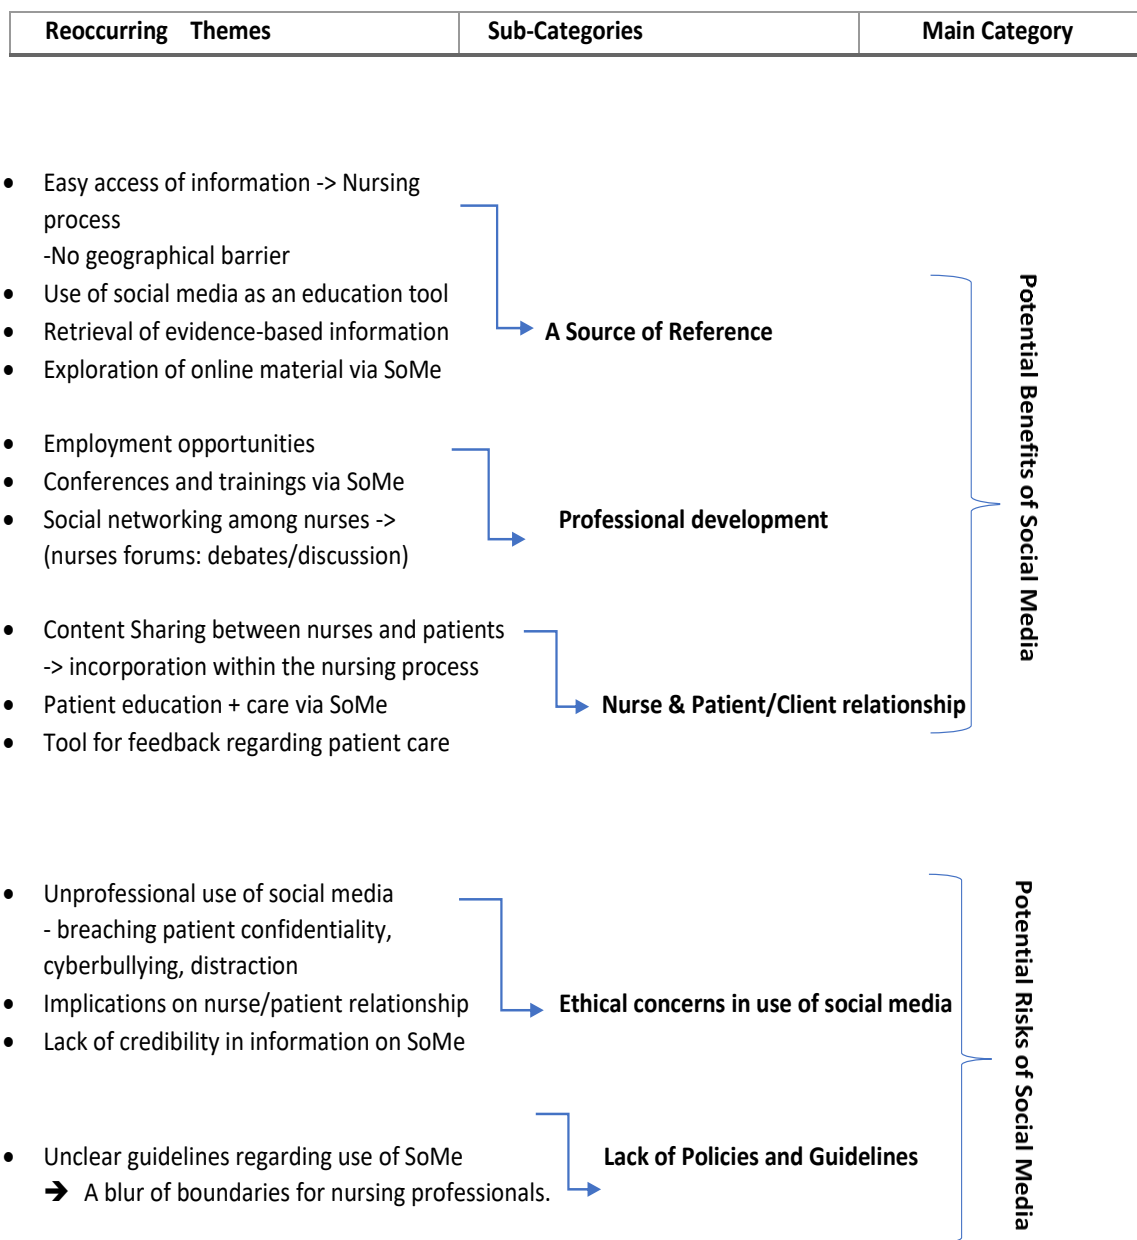 Reoccurring Themes Sub-Categories Main Category
• Easy access of information -> Nursing
process
-No geographical barrier
• Use of social media as an education tool
• Retrieval of evidence-based information
• Exploration of online material via SoMe
A Source of Reference
• Employment opportunities
• Conferences and trainings via SoMe
• Social networking among nurses ->
(nurses forums: debates/discussion)
Professional development
• Content Sharing between nurses and patients
-> incorporation within the nursing process
• Patient education + care via SoMe
• Tool for feedback regarding patient care
Nurse & Patient/Client relationship
Potential Benefits of Social Media
• Unprofessional use of social media
- breaching patient confidentiality,
cyberbullying, distraction
• Implications on nurse/patient relationship
• Lack of credibility in information on SoMe
Ethical concerns in use of social media
• Unclear guidelines regarding use of SoMe
➔ A blur of boundaries for nursing professionals.
Lack of Policies and Guidelines
Potential Risks of Social Media